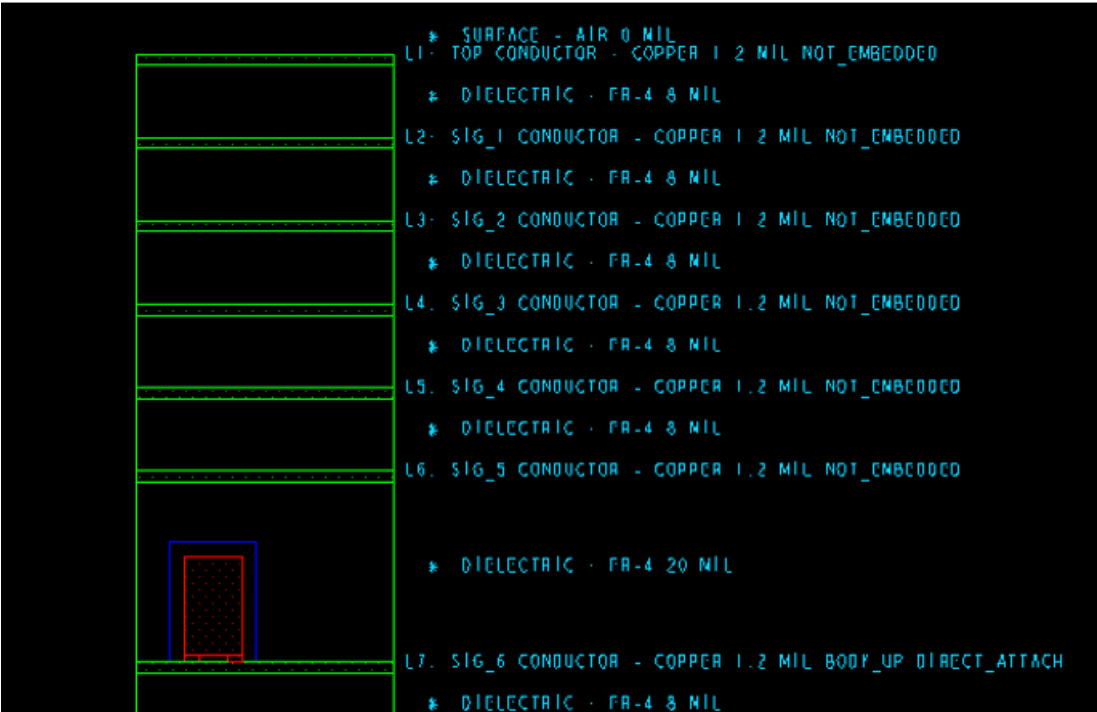 * SURFACE - AIR 0 MIL
L1. TOP CONDUCTOR - COPPER 1.2 MIL NOT_EMBEDDED
* DIELECTRIC - FR-4 8 MIL
L2. SIG_1 CONDUCTOR - COPPER 1.2 MIL NOT_EMBEDDED
* DIELECTRIC - FR-4 8 MIL
L3. SIG_2 CONDUCTOR - COPPER 1.2 MIL NOT_EMBEDDED
* DIELECTRIC - FR-4 8 MIL
L4. SIG_3 CONDUCTOR - COPPER 1.2 MIL NOT_EMBEDDED
* DIELECTRIC - FR-4 8 MIL
L5. SIG_4 CONDUCTOR - COPPER 1.2 MIL NOT_EMBEDDED
* DIELECTRIC - FR-4 8 MIL
L6. SIG_5 CONDUCTOR - COPPER 1.2 MIL NOT_EMBEDDED
* DIELECTRIC - FR-4 20 MIL
L7. SIG_6 CONDUCTOR - COPPER 1.2 MIL BODY_UP DIRECT_ATTACH
* DIELECTRIC - FR-4 8 MIL